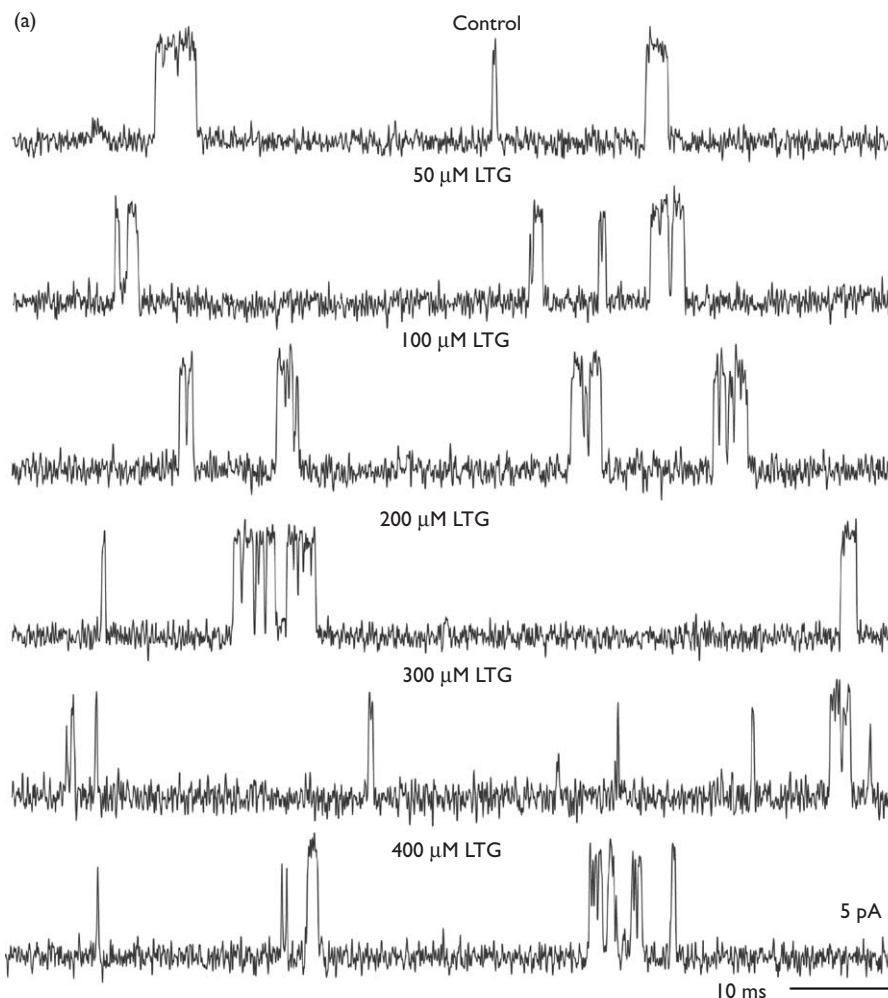 (a)
Control
50 μM LTG
100 μM LTG
200 μM LTG
300 μM LTG
400 μM LTG
5 pA
10 ms